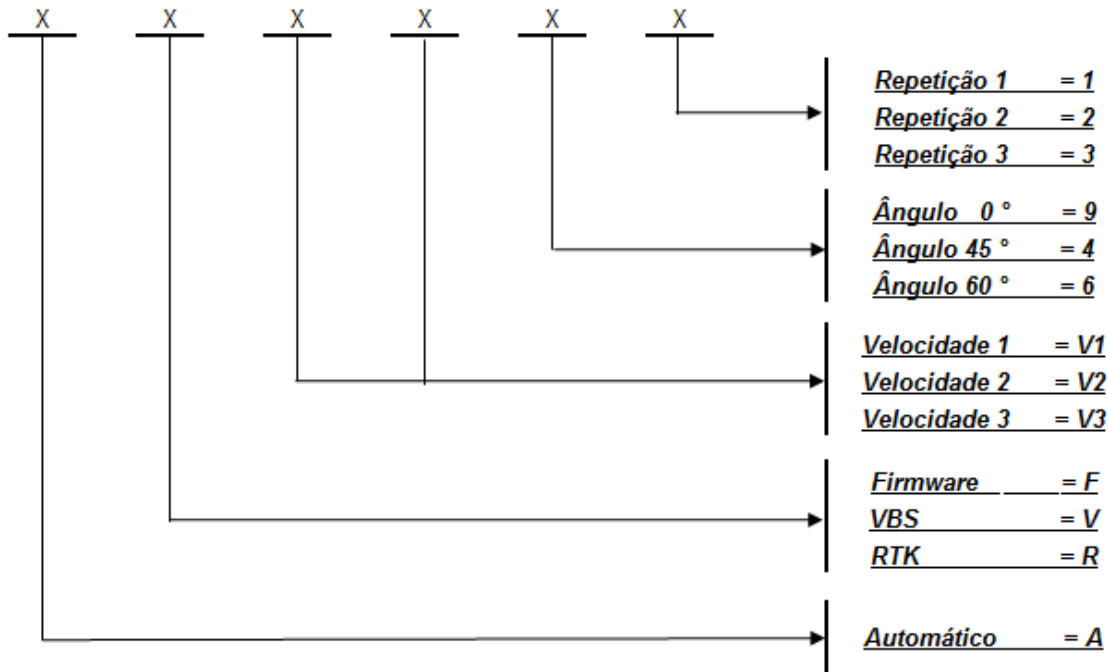 X X X X X X
Repetição 1 = 1
Repetição 2 = 2
Repetição 3 = 3
Ângulo 0 ° = 9
Ângulo 45 ° = 4
Ângulo 60 ° = 6
Velocidade 1 = V1
Velocidade 2 = V2
Velocidade 3 = V3
Firmware = F
VBS = V
RTK = R
Automático = A